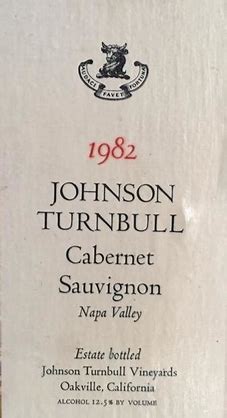 AUDACI FAVET FORTUNA
1982
JOHNSON
TURNBULL
Cabernet
Sauvignon
Napa Valley
Estate bottled
Johnson Turnbull Vineyards
Oakville, California
ALCOHOL 12.5% BY VOLUME